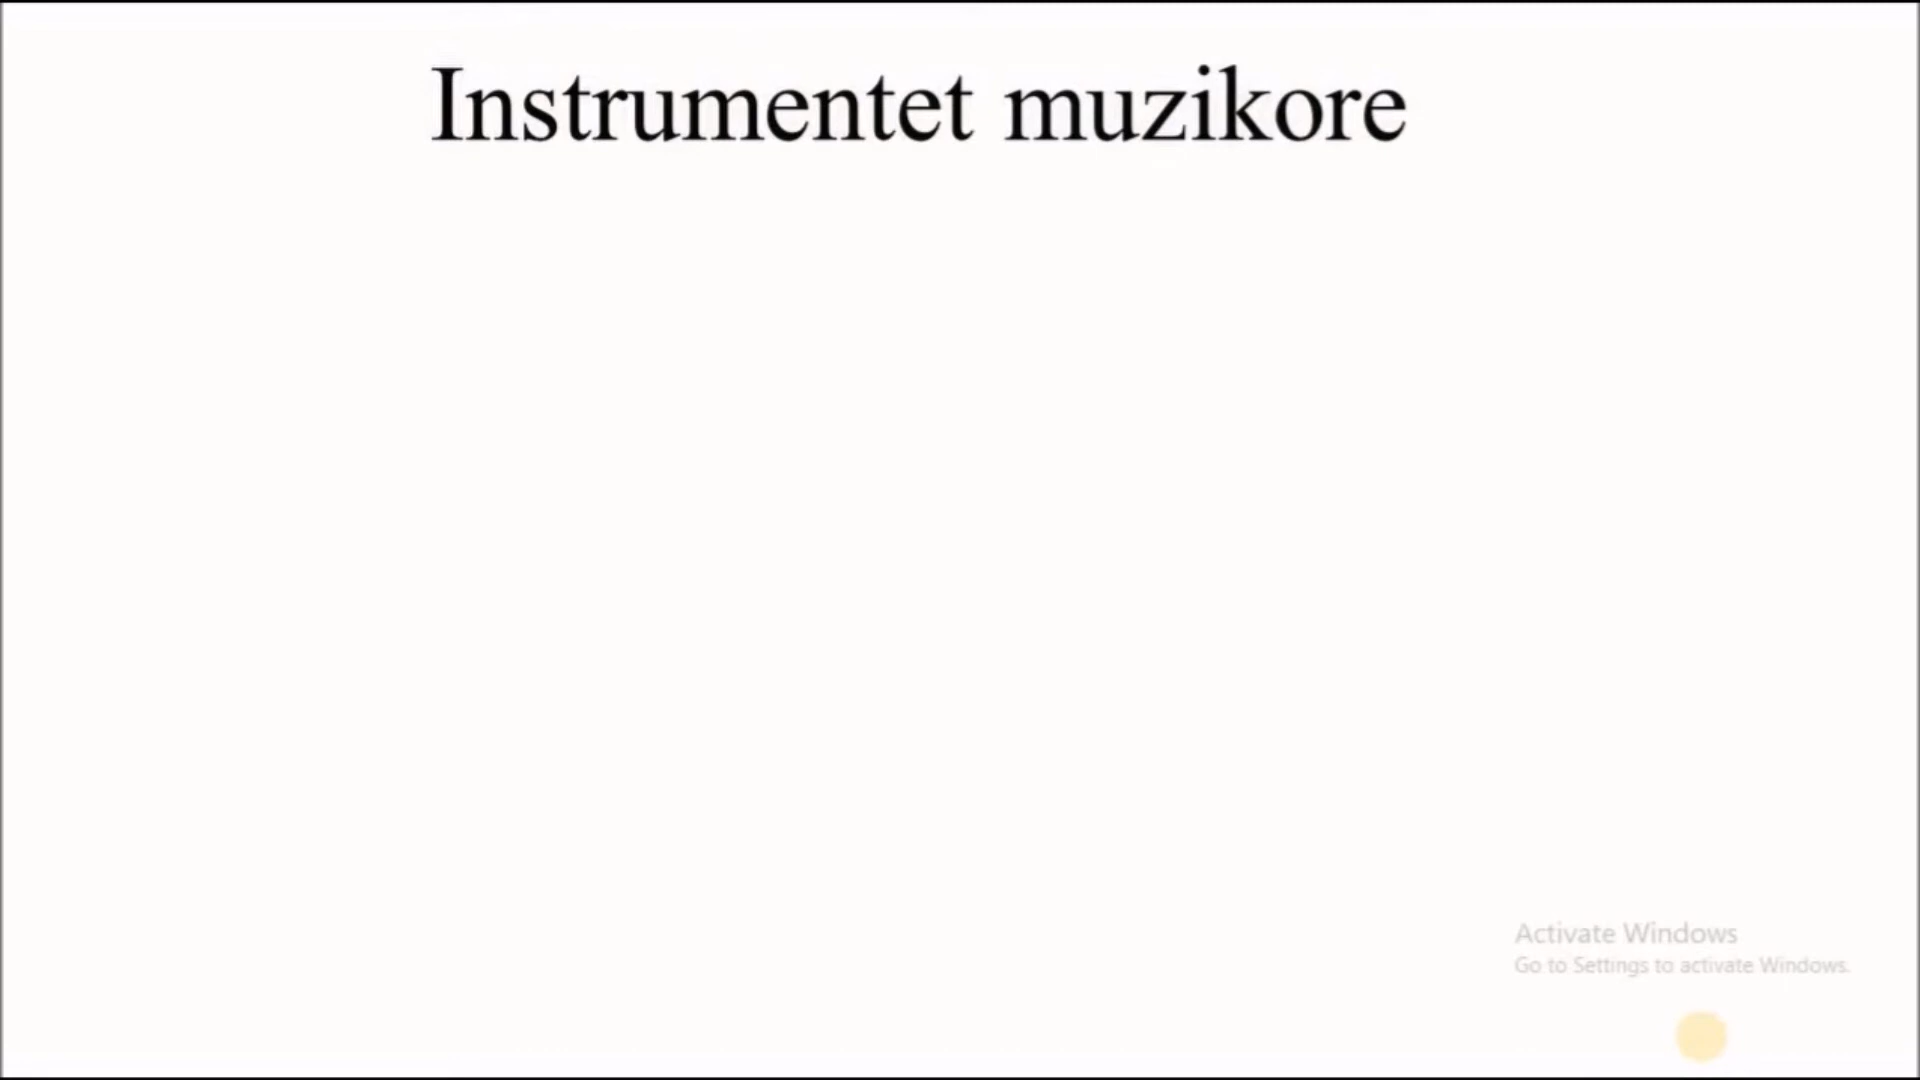 Instrumentet muzikore
Activate Windows
Go to Settings to activate Windows.